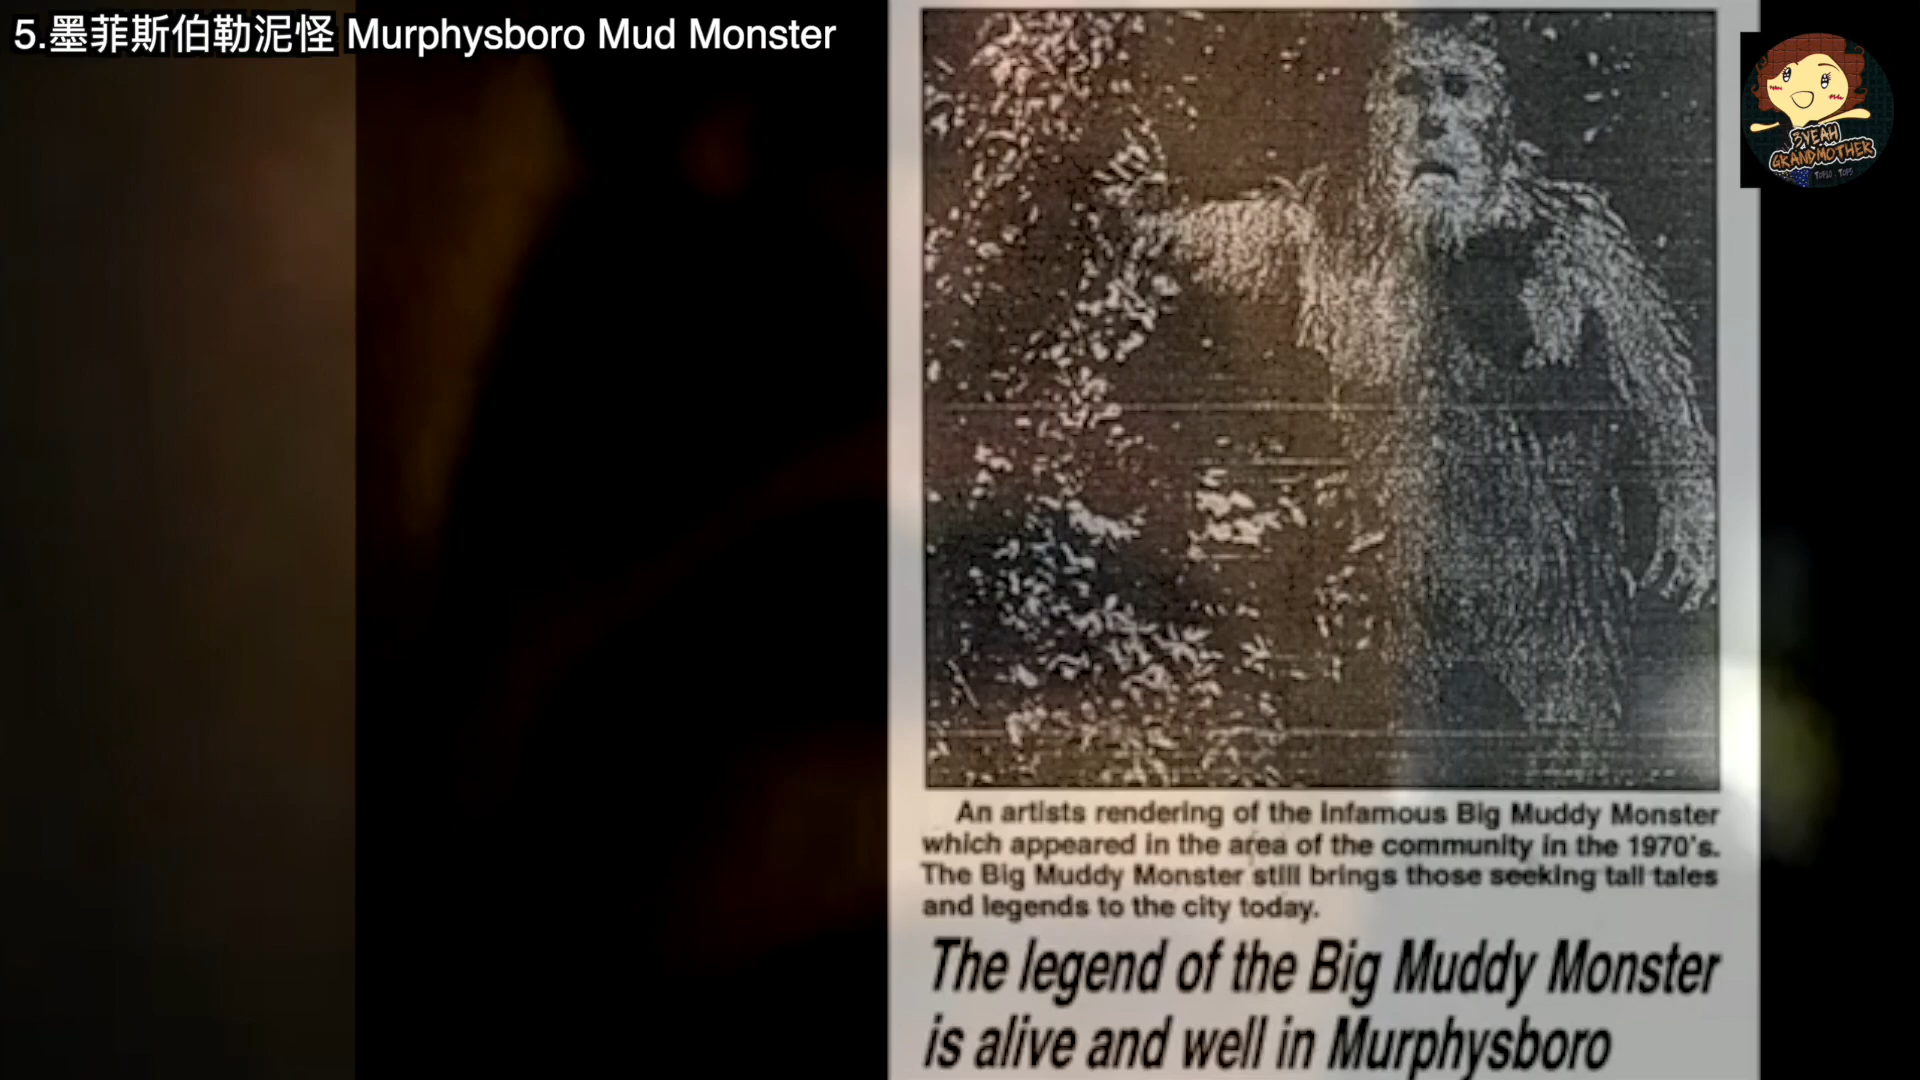 5.墨菲斯伯勒泥怪 Murphysboro Mud Monster
3YEAH
GRANDMOTHER
TOP10 . TOP5
An artists rendering of the infamous Big Muddy Monster
which appeared in the area of the community in the 1970's.
The Big Muddy Monster still brings those seeking tall tales
and legends to the city today.
The legend of the Big Muddy Monster
is alive and well in Murphysboro